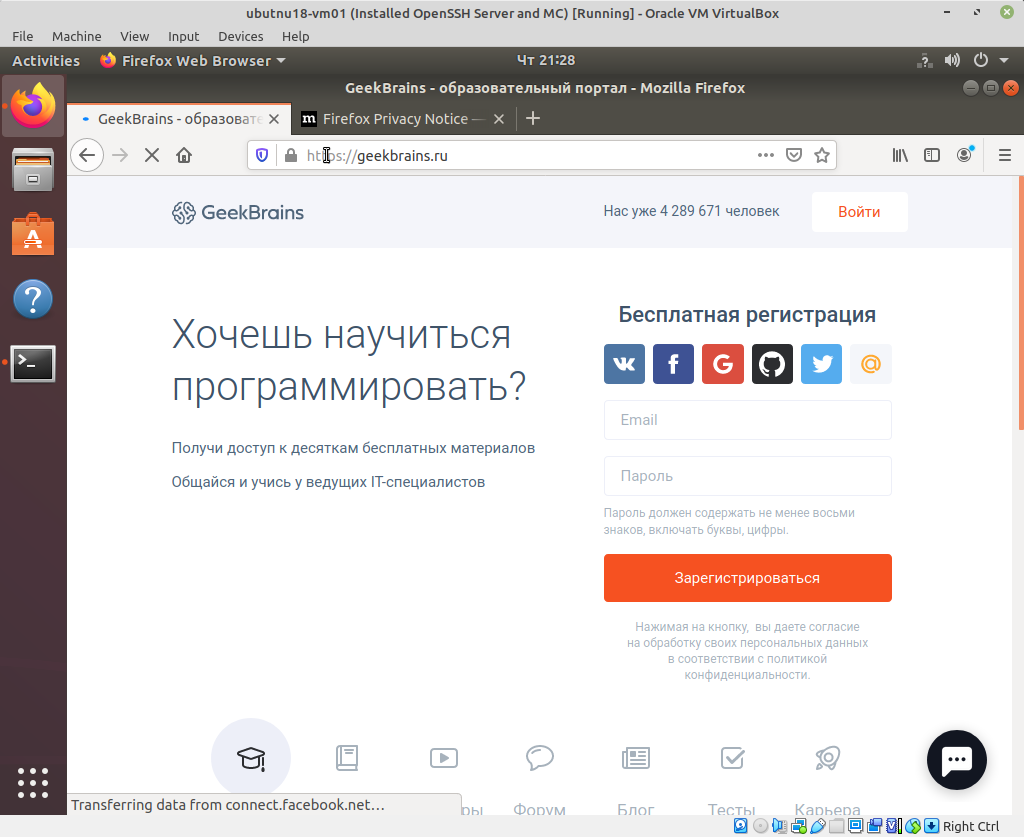 ubutnu18-vm01 (Installed OpenSSH Server and MC) [Running] - Oracle VM VirtualBox
File Machine View Input Devices Help
Activities Firefox Web Browser Чт 21:28
GeekBrains - образовательный портал - Mozilla Firefox
GeekBrains - образовате Firefox Privacy Notice —
https://geekbrains.ru
GeekBrains Нас уже 4 289 671 человек Войти
Хочешь научиться
программировать?
Получи доступ к десяткам бесплатных материалов
Общайся и учись у ведущих IT-специалистов
Бесплатная регистрация
Email
Пароль
Пароль должен содержать не менее восьми
знаков, включать буквы, цифры.
Зарегистрироваться
Нажимая на кнопку, вы даете согласие
на обработку своих персональных данных
в соответствии с политикой
конфиденциальности.
ры Форум Блог Тесты Карьера
Transferring data from connect.facebook.net…
Right Ctrl